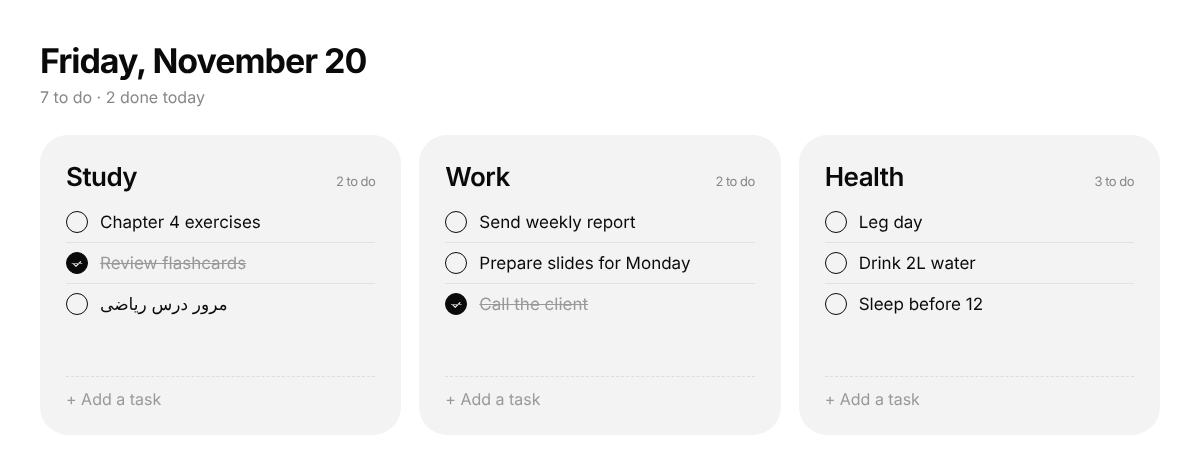 Friday, November 20
7 to do · 2 done today
Study
2 to do
Chapter 4 exercises
Review flashcards
مرور درس ریاضی
+ Add a task
Work
2 to do
Send weekly report
Prepare slides for Monday
Call the client
+ Add a task
Health
3 to do
Leg day
Drink 2L water
Sleep before 12
+ Add a task